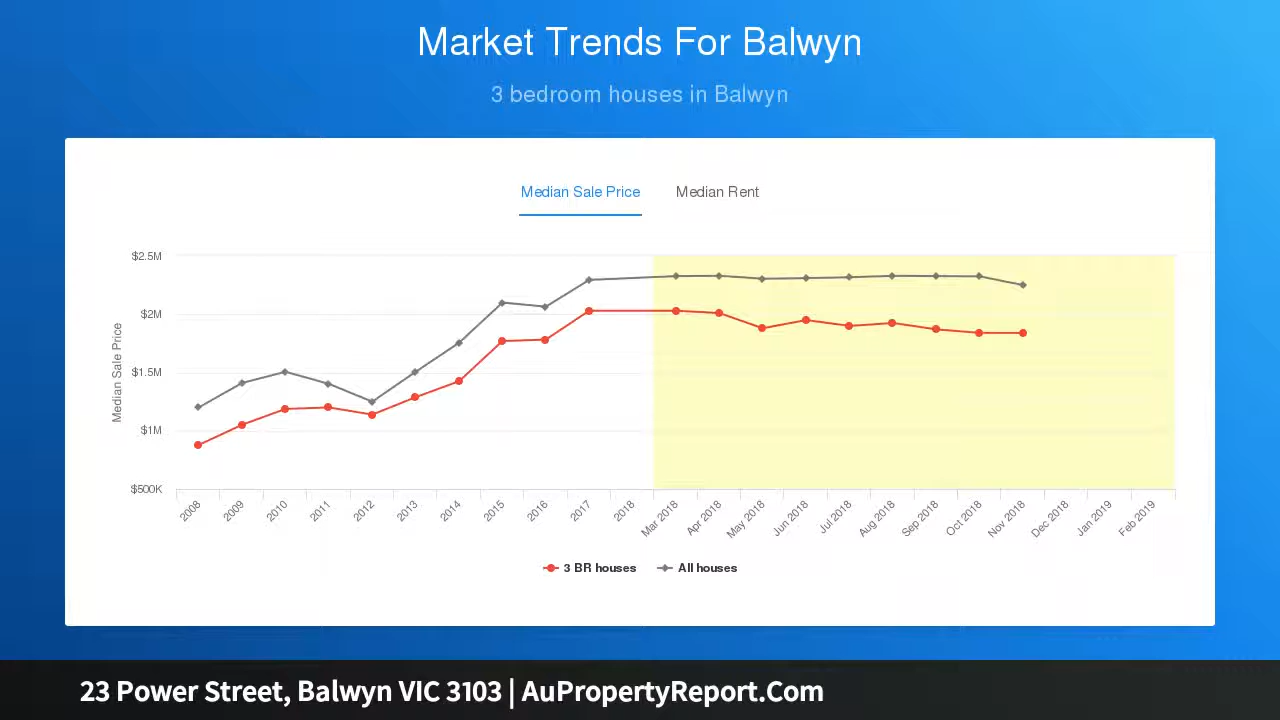 Market Trends For Balwyn
3 bedroom houses in Balwyn
Median Sale Price Median Rent
$2.5M
$2M
$1.5M
$1M
$500K
Median Sale Price
2008 2009 2010 2011 2012 2013 2014 2015 2016 2017 2018 Mar 2018 Apr 2018 May 2018 Jun 2018 Jul 2018 Aug 2018 Sep 2018 Oct 2018 Nov 2018 Dec 2018 Jan 2019 Feb 2019
3 BR houses All houses
23 Power Street, Balwyn VIC 3103 | AuPropertyReport.Com